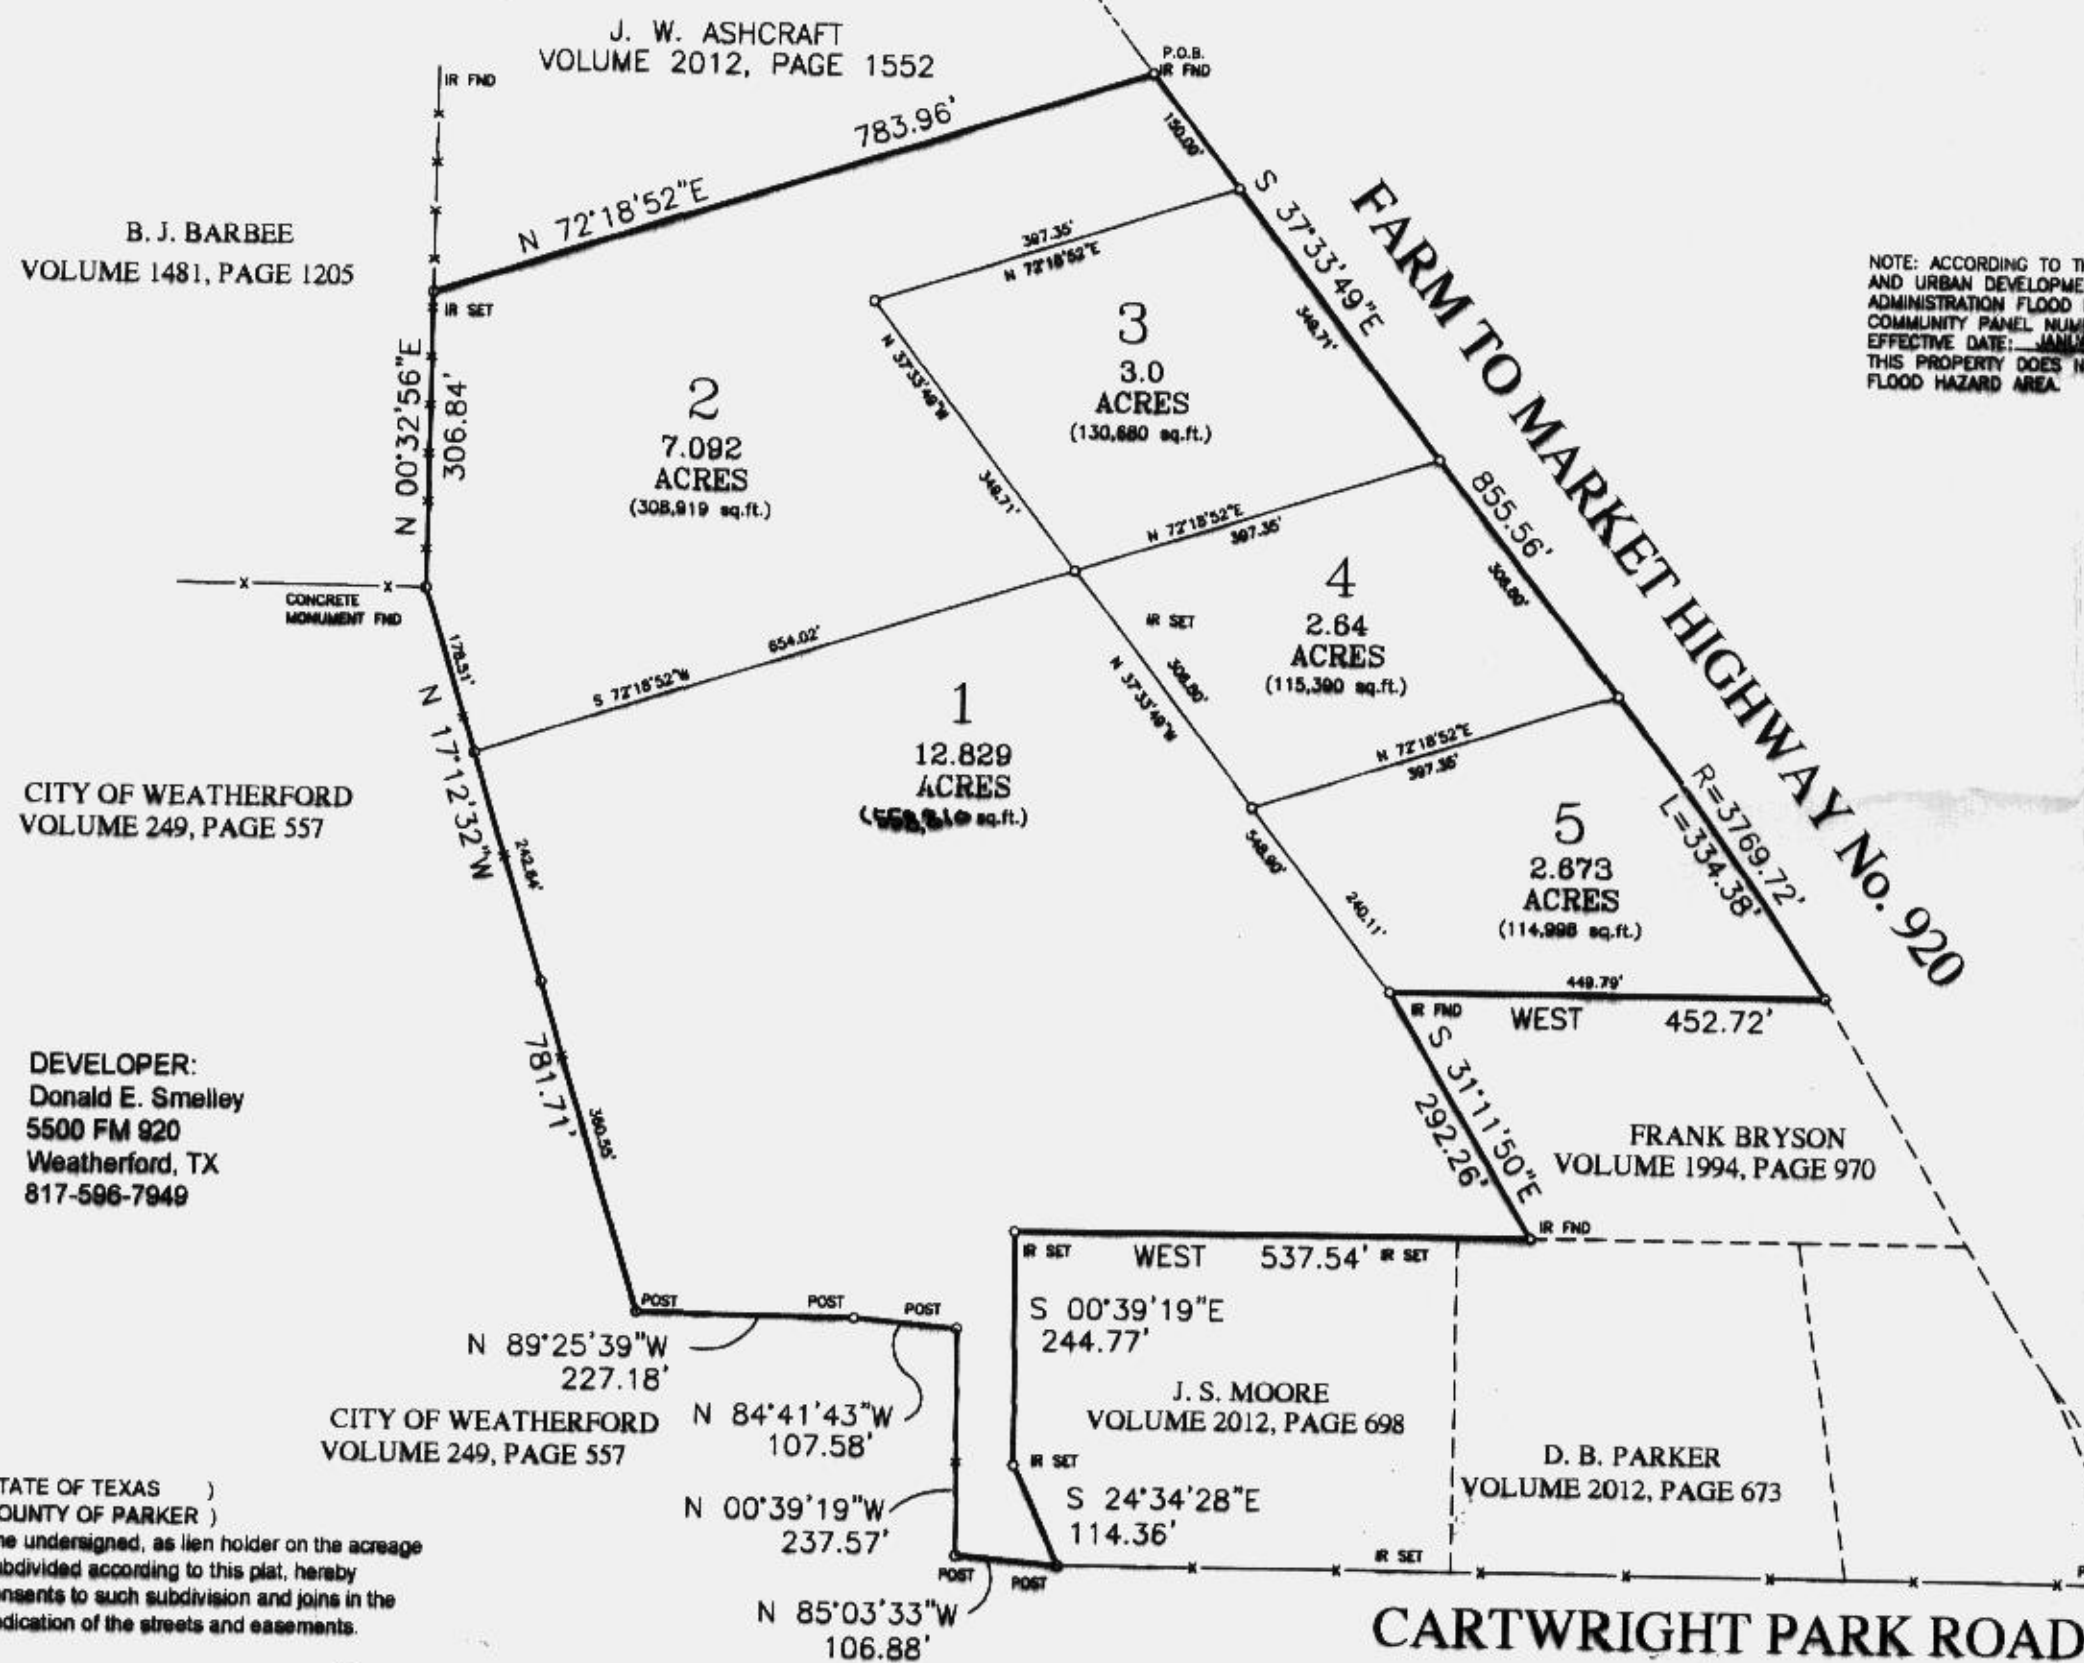 J. W. ASHCRAFT
VOLUME 2012, PAGE 1552
P.O.B.
IR FND
IR FND
783.96'
N 72°18'52"E
150.00'
S 37°33'49"E
FARM TO MARKET HIGHWAY No. 920
B. J. BARBEE
VOLUME 1481, PAGE 1205
IR SET
N 00°32'56"E
306.84'
397.35'
N 72°18'52"E
3
3.0
ACRES
(130,680 sq.ft.)
349.71'
N 37°33'49"W
349.71'
NOTE: ACCORDING TO
AND URBAN
ADMINISTRATION FLOOD
COMMUNITY PANEL
EFFECTIVE DATE:
THIS PROPERTY DOES
FLOOD HAZARD AREA.
2
7.092
ACRES
(308,919 sq.ft.)
855.56'
N 72°18'52"E
397.35'
308.80'
4
2.64
ACRES
(115,390 sq.ft.)
IR SET
CONCRETE
MONUMENT FND
178.51'
654.02'
S 72°18'52"W
N 37°33'49"W
308.80'
N 17°12'32"W
1
12.829
ACRES
sq.ft.)
N 72°18'52"E
397.35'
R=3769.72'
L=334.38'
CITY OF WEATHERFORD
VOLUME 249, PAGE 557
242.64'
548.90'
240.11'
5
2.673
ACRES
(114,998 sq.ft.)
449.79'
IR FND
WEST 452.72'
S 31°11'50"E
292.26'
DEVELOPER:
Donald E. Smelley
5500 FM 920
Weatherford, TX
817-596-7949
781.71'
360.55'
FRANK BRYSON
VOLUME 1994, PAGE 970
IR FND
IR SET
WEST 537.54'
IR SET
POST
POST
POST
S 00°39'19"E
244.77'
N 89°25'39"W
227.18'
J. S. MOORE
VOLUME 2012, PAGE 698
CITY OF WEATHERFORD
VOLUME 249, PAGE 557
N 84°41'43"W
107.58'
D. B. PARKER
VOLUME 2012, PAGE 673
IR SET
S 24°34'28"E
114.36'
N 00°39'19"W
237.57'
TATE OF TEXAS )
OUNTY OF PARKER )
he undersigned, as lien holder on the acreage
ubdivided according to this plat, hereby
onsents to such subdivision and joins in the
edication of the streets and easements.
POST
POST
IR SET
N 85°03'33"W
106.88'
CARTWRIGHT PARK ROAD